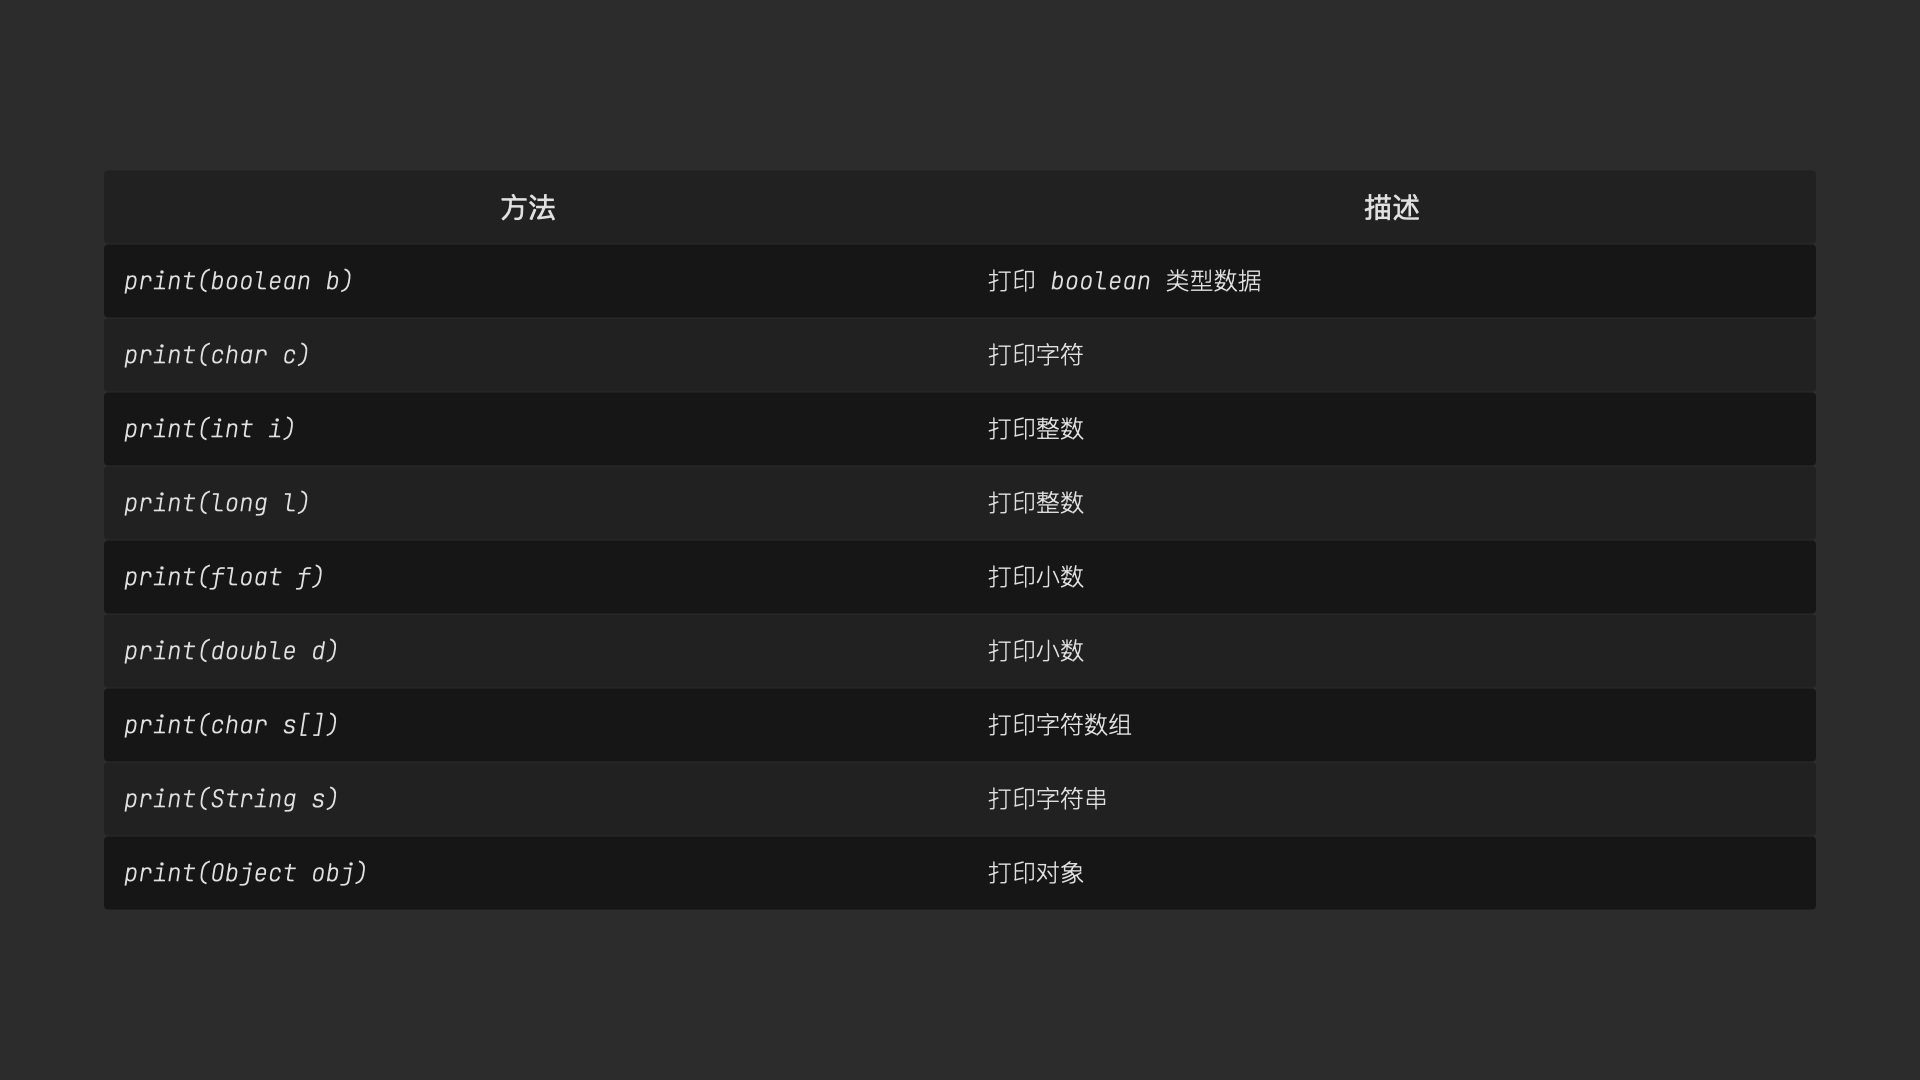 方法 描述
print(boolean b) 打印 boolean 类型数据
print(char c) 打印字符
print(int i) 打印整数
print(long l) 打印整数
print(float f) 打印小数
print(double d) 打印小数
print(char s[]) 打印字符数组
print(String s) 打印字符串
print(Object obj) 打印对象